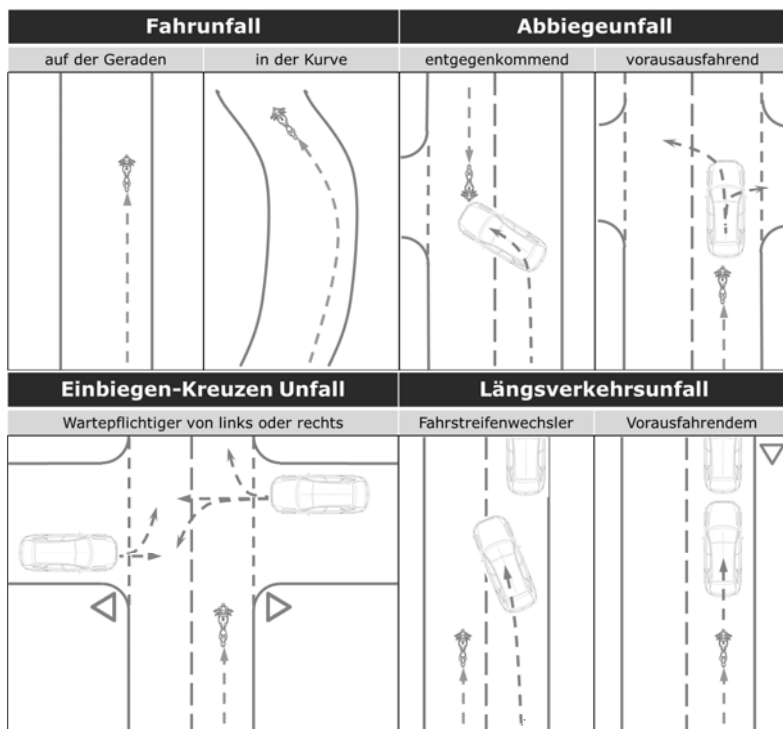 Fahrunfall
Abbiegeunfall
auf der Geraden
in der Kurve
entgegenkommend
vorausausfahrend
Einbiegen-Kreuzen Unfall
Längsverkehrsunfall
Wartepflichtiger von links oder rechts
Fahrstreifenwechsler
Vorausfahrendem